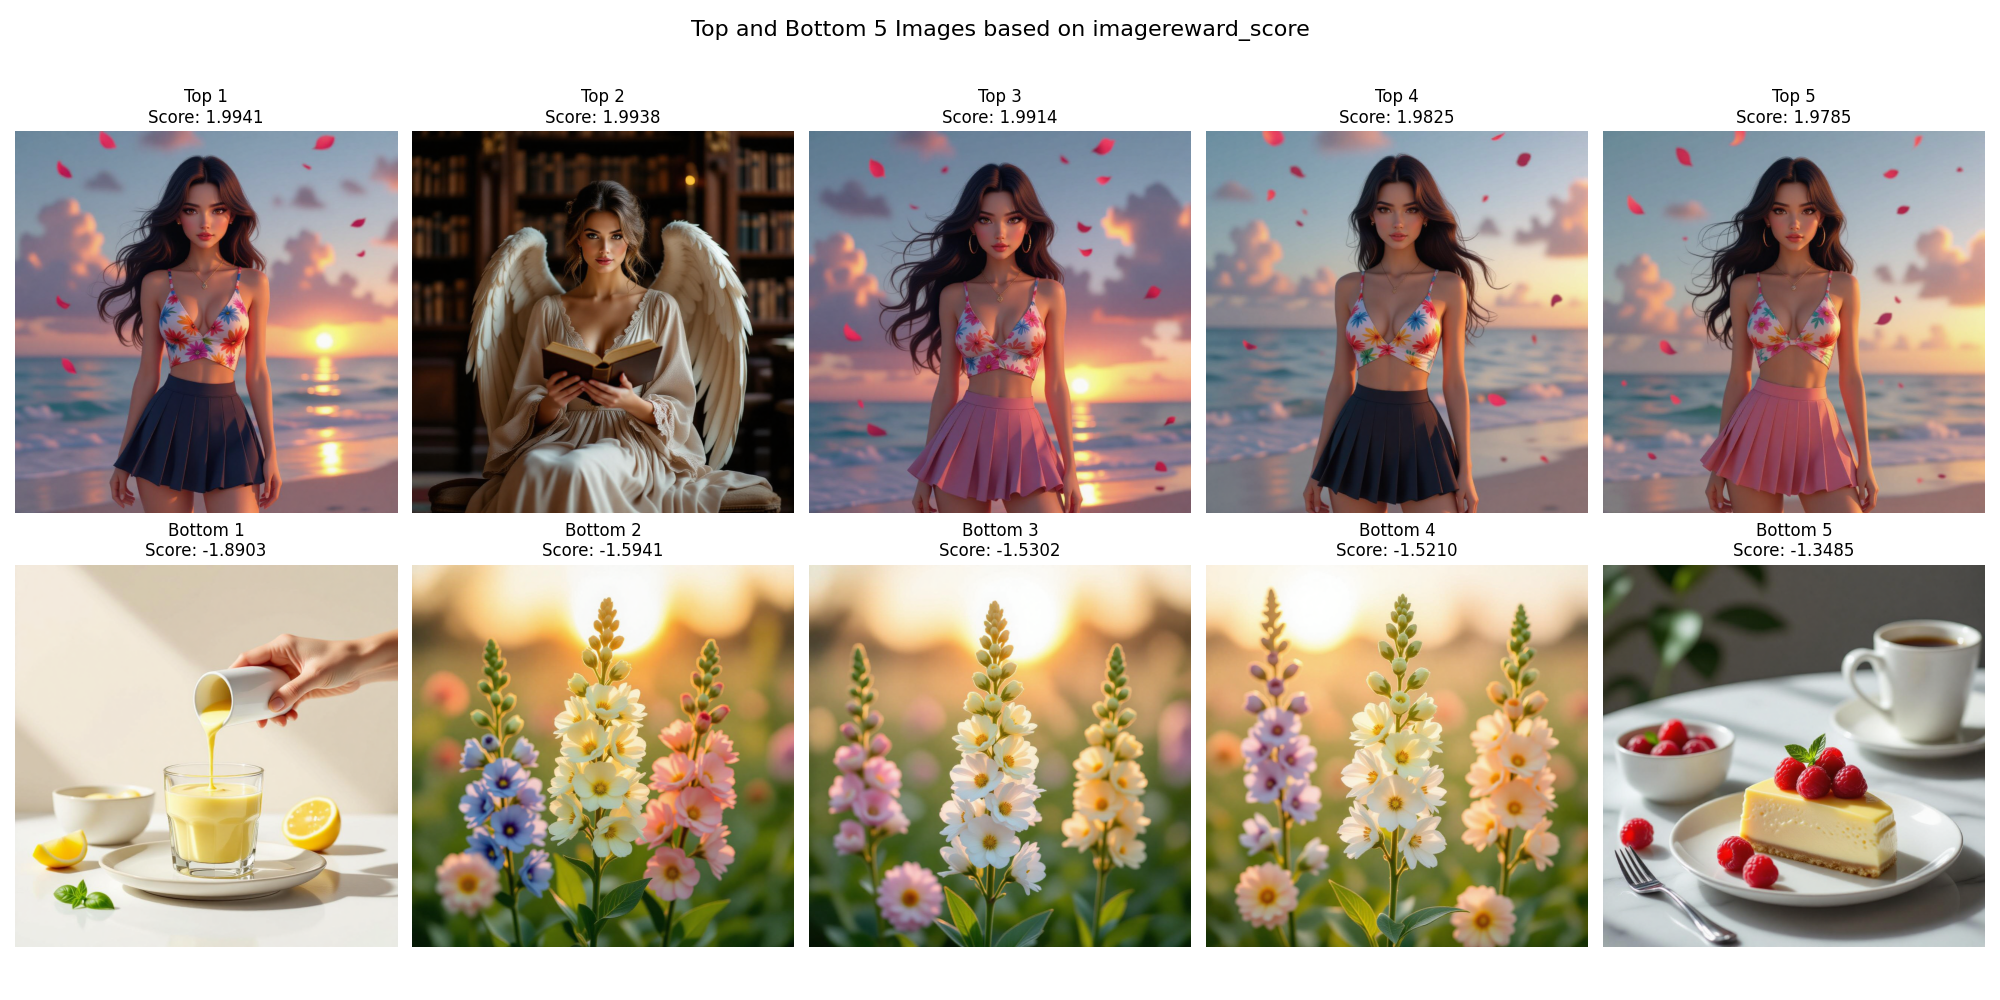 Top and Bottom 5 Images based on imagereward_score
Top 1
Score: 1.9941
Top 2
Score: 1.9938
Top 3
Score: 1.9914
Top 4
Score: 1.9825
Top 5
Score: 1.9785
Bottom 1
Score: -1.8903
Bottom 2
Score: -1.5941
Bottom 3
Score: -1.5302
Bottom 4
Score: -1.5210
Bottom 5
Score: -1.3485